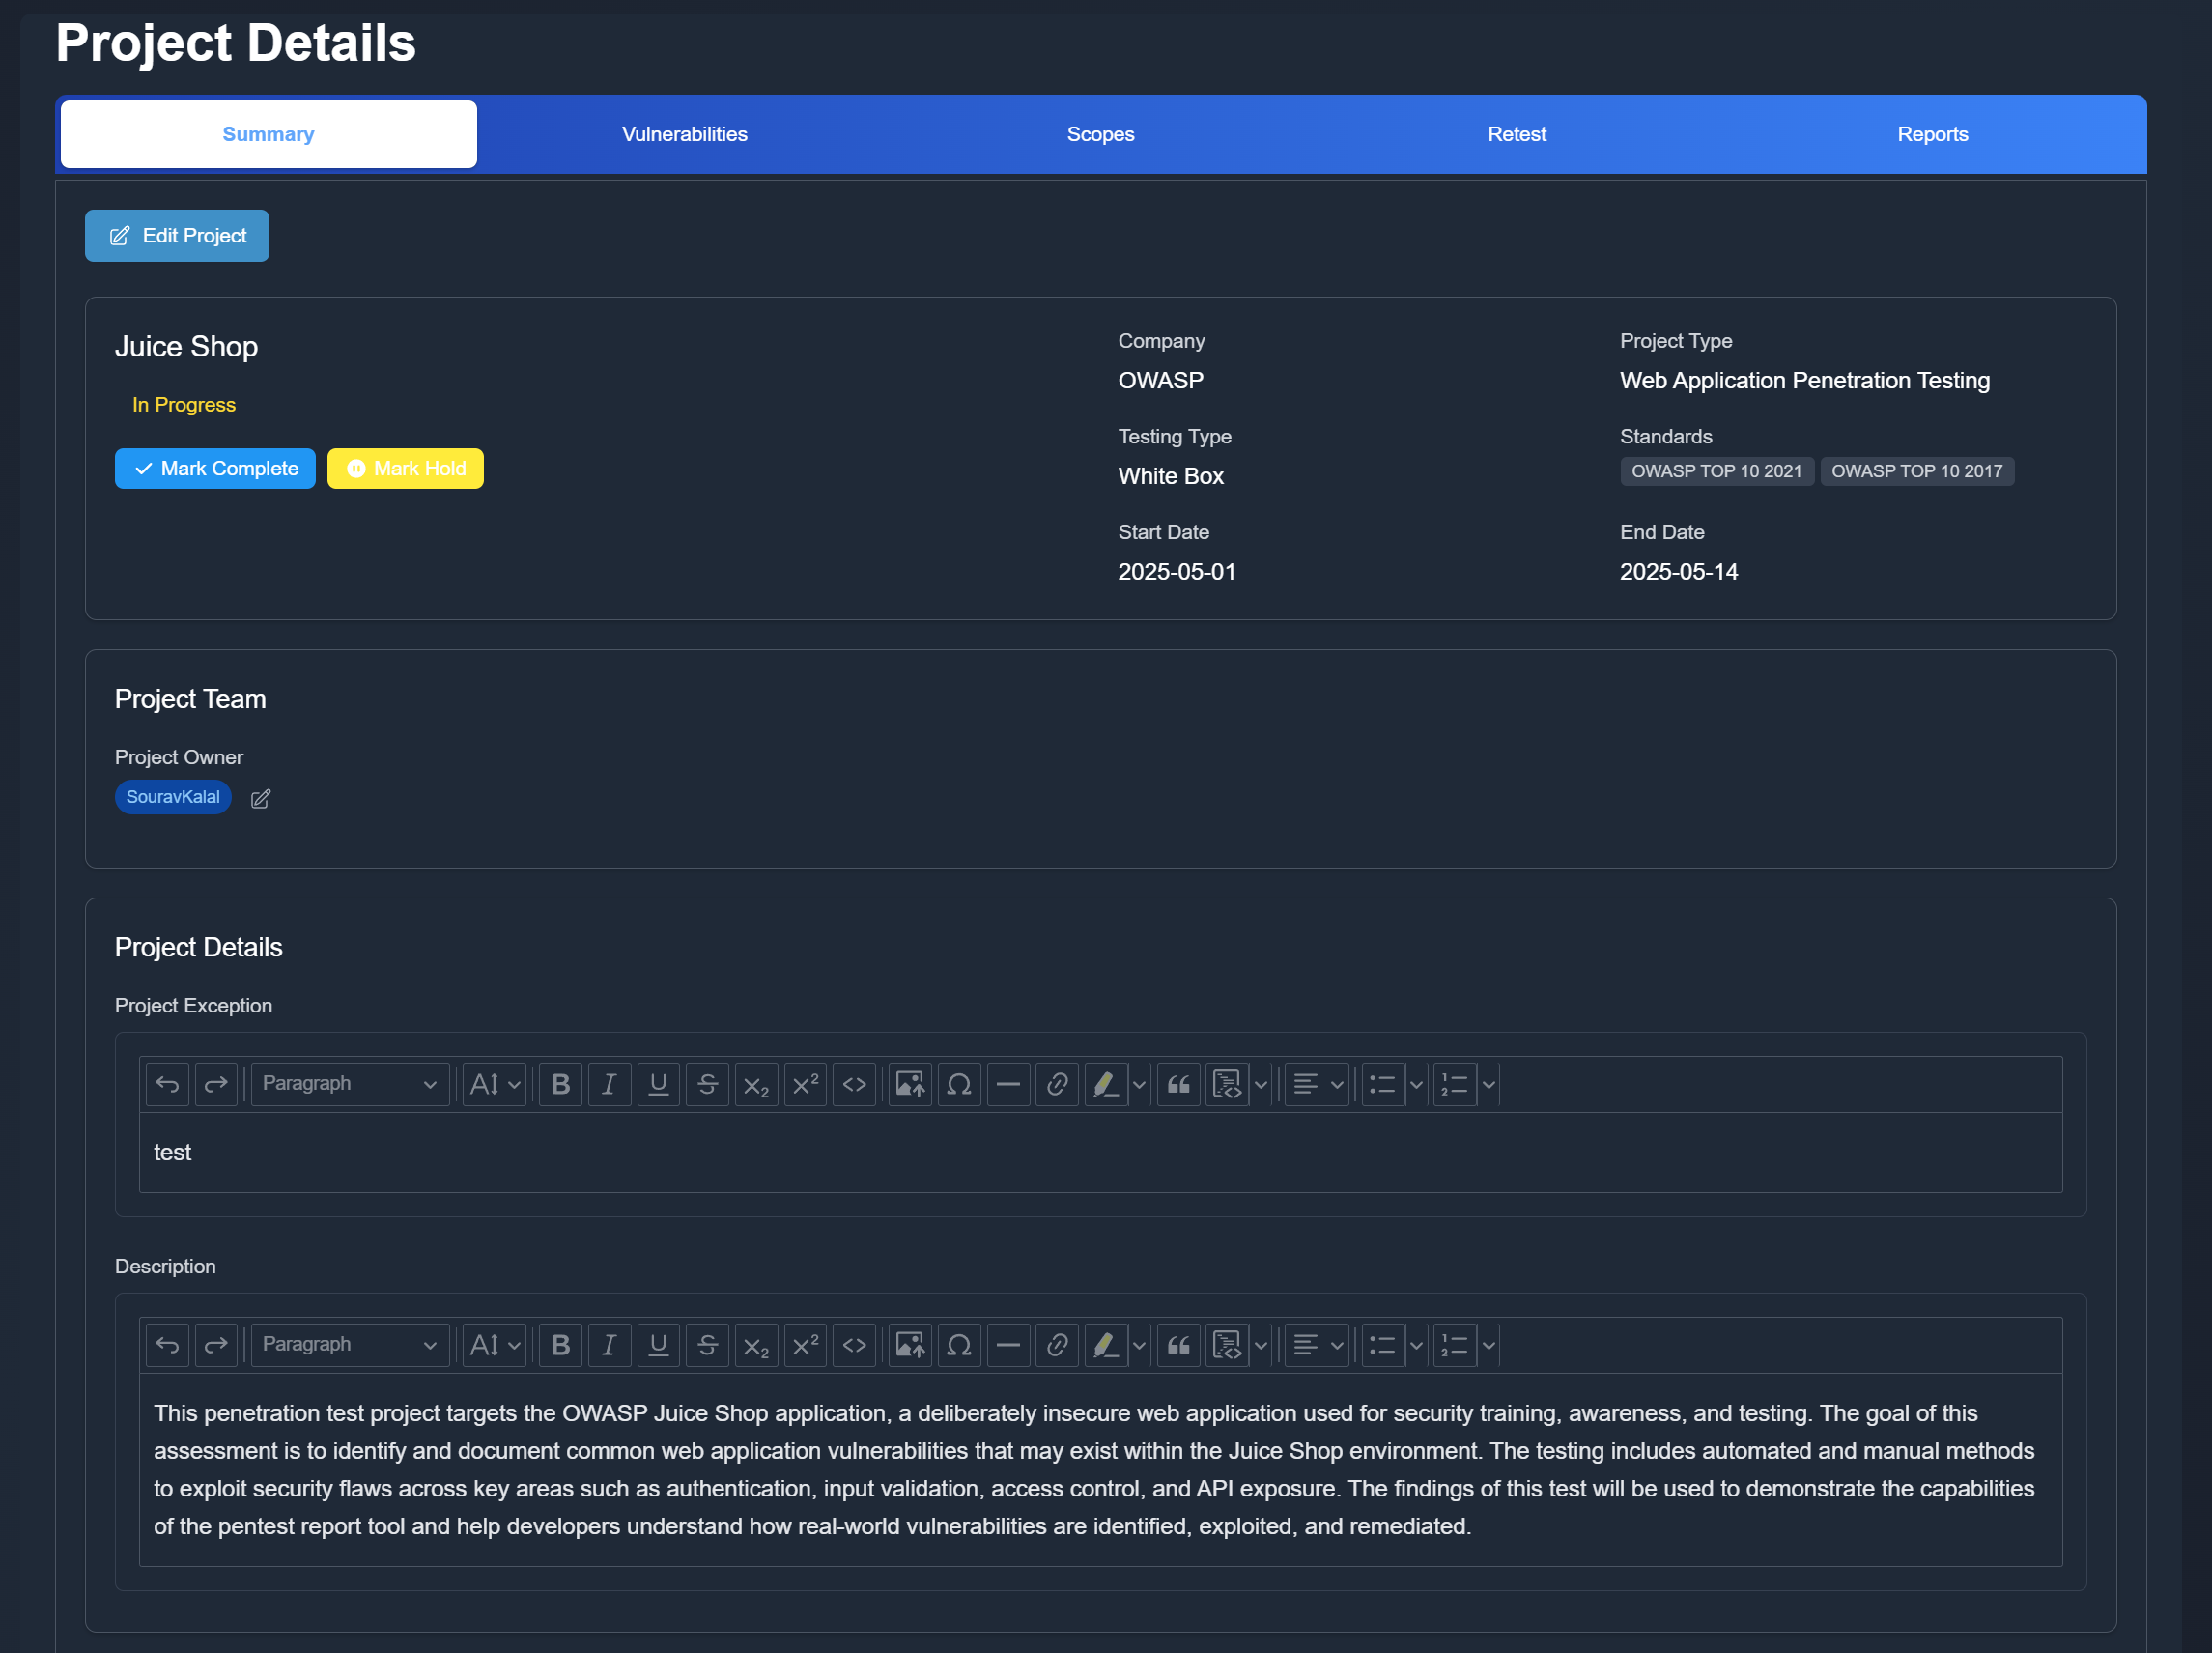 Project Details
Summary
Vulnerabilities
Scopes
Retest
Reports
Edit Project
Juice Shop
In Progress
Mark Complete
Mark Hold
Company
OWASP
Project Type
Web Application Penetration Testing
Testing Type
White Box
Standards
OWASP TOP 10 2021
OWASP TOP 10 2017
Start Date
2025-05-01
End Date
2025-05-14
Project Team
Project Owner
SouravKalal
Project Details
Project Exception
Paragraph
test
Description
Paragraph
This penetration test project targets the OWASP Juice Shop application, a deliberately insecure web application used for security training, awareness, and testing. The goal of this
assessment is to identify and document common web application vulnerabilities that may exist within the Juice Shop environment. The testing includes automated and manual methods
to exploit security flaws across key areas such as authentication, input validation, access control, and API exposure. The findings of this test will be used to demonstrate the capabilities
of the pentest report tool and help developers understand how real-world vulnerabilities are identified, exploited, and remediated.